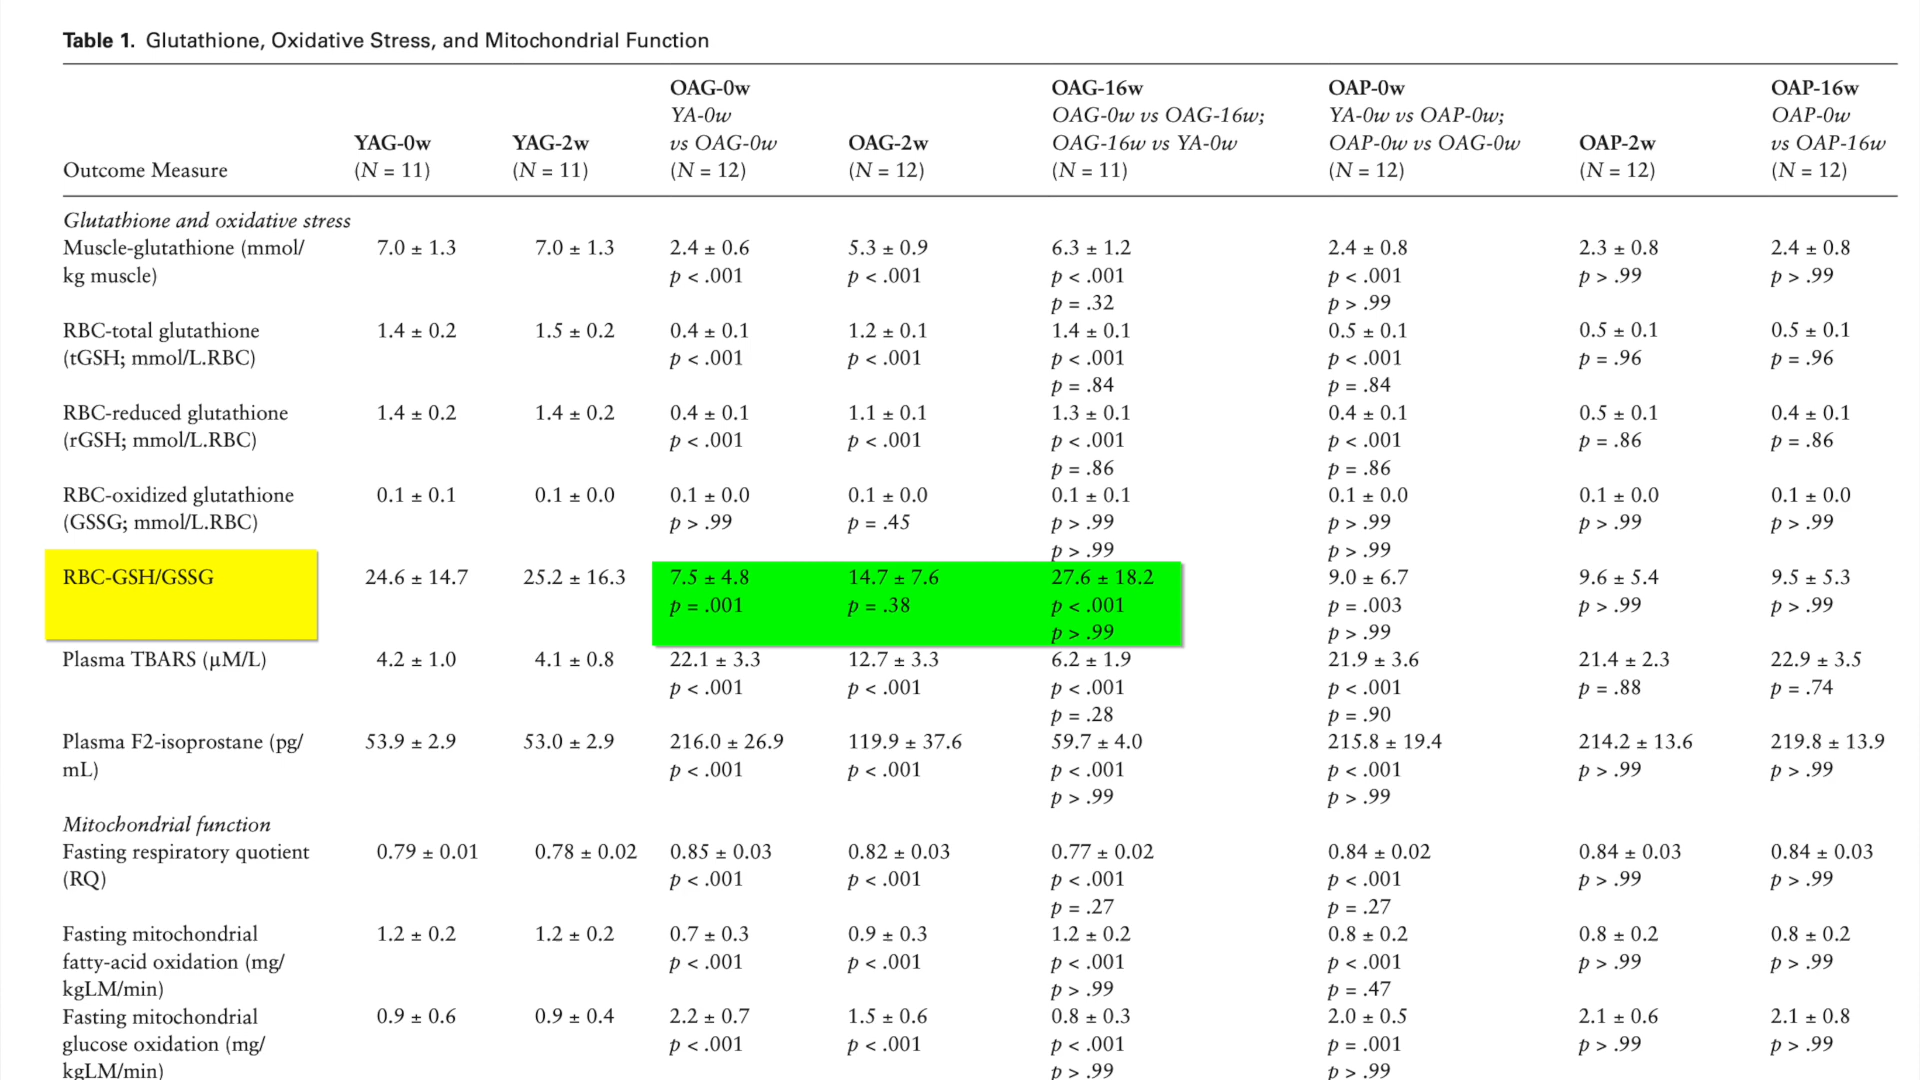 Table 1. Glutathione, Oxidative Stress, and Mitochondrial Function
OAG-0w OAG-16w OAP-0w OAP-16w
YA-0w OAG-0w vs OAG-16w; YA-0w vs OAP-0w; OAP-0w
YAG-0w YAG-2w vs OAG-0w OAG-2w OAG-16w vs YA-0w OAP-0w vs OAG-0w OAP-2w vs OAP-16w
Outcome Measure (N = 11) (N = 11) (N = 12) (N = 12) (N = 11) (N = 12) (N = 12) (N = 12)
Glutathione and oxidative stress
Muscle-glutathione (mmol/ 7.0 ± 1.3 7.0 ± 1.3 2.4 ± 0.6 5.3 ± 0.9 6.3 ± 1.2 2.4 ± 0.8 2.3 ± 0.8 2.4 ± 0.8
kg muscle) p < .001 p < .001 p < .001 p < .001 p > .99 p > .99
p = .32 p > .99
RBC-total glutathione 1.4 ± 0.2 1.5 ± 0.2 0.4 ± 0.1 1.2 ± 0.1 1.4 ± 0.1 0.5 ± 0.1 0.5 ± 0.1 0.5 ± 0.1
(tGSH; mmol/L.RBC) p < .001 p < .001 p < .001 p < .001 p = .96 p = .96
p = .84 p = .84
RBC-reduced glutathione 1.4 ± 0.2 1.4 ± 0.2 0.4 ± 0.1 1.1 ± 0.1 1.3 ± 0.1 0.4 ± 0.1 0.5 ± 0.1 0.4 ± 0.1
(rGSH; mmol/L.RBC) p < .001 p < .001 p < .001 p < .001 p = .86 p = .86
p = .86 p = .86
RBC-oxidized glutathione 0.1 ± 0.1 0.1 ± 0.0 0.1 ± 0.0 0.1 ± 0.0 0.1 ± 0.1 0.1 ± 0.0 0.1 ± 0.0 0.1 ± 0.0
(GSSG; mmol/L.RBC) p > .99 p = .45 p > .99 p > .99 p > .99 p > .99
p > .99 p > .99
RBC-GSH/GSSG 24.6 ± 14.7 25.2 ± 16.3 7.5 ± 4.8 14.7 ± 7.6 27.6 ± 18.2 9.0 ± 6.7 9.6 ± 5.4 9.5 ± 5.3
p = .001 p = .38 p < .001 p = .003 p > .99 p > .99
p > .99 p > .99
Plasma TBARS (μM/L) 4.2 ± 1.0 4.1 ± 0.8 22.1 ± 3.3 12.7 ± 3.3 6.2 ± 1.9 21.9 ± 3.6 21.4 ± 2.3 22.9 ± 3.5
p < .001 p < .001 p < .001 p < .001 p = .88 p = .74
p = .28 p = .90
Plasma F2-isoprostane (pg/ 53.9 ± 2.9 53.0 ± 2.9 216.0 ± 26.9 119.9 ± 37.6 59.7 ± 4.0 215.8 ± 19.4 214.2 ± 13.6 219.8 ± 13.9
mL) p < .001 p < .001 p < .001 p < .001 p > .99 p > .99
p > .99 p > .99
Mitochondrial function
Fasting respiratory quotient 0.79 ± 0.01 0.78 ± 0.02 0.85 ± 0.03 0.82 ± 0.03 0.77 ± 0.02 0.84 ± 0.02 0.84 ± 0.03 0.84 ± 0.03
(RQ) p < .001 p < .001 p < .001 p < .001 p > .99 p > .99
p = .27 p = .27
Fasting mitochondrial 1.2 ± 0.2 1.2 ± 0.2 0.7 ± 0.3 0.9 ± 0.3 1.2 ± 0.2 0.8 ± 0.2 0.8 ± 0.2 0.8 ± 0.2
fatty-acid oxidation (mg/ p < .001 p < .001 p < .001 p < .001 p > .99 p > .99
kgLM/min) p > .99 p = .47
Fasting mitochondrial 0.9 ± 0.6 0.9 ± 0.4 2.2 ± 0.7 1.5 ± 0.6 0.8 ± 0.3 2.0 ± 0.5 2.1 ± 0.6 2.1 ± 0.8
glucose oxidation (mg/ p < .001 p < .001 p < .001 p = .001 p > .99 p > .99
kgLM/min) p > .99 p > .99